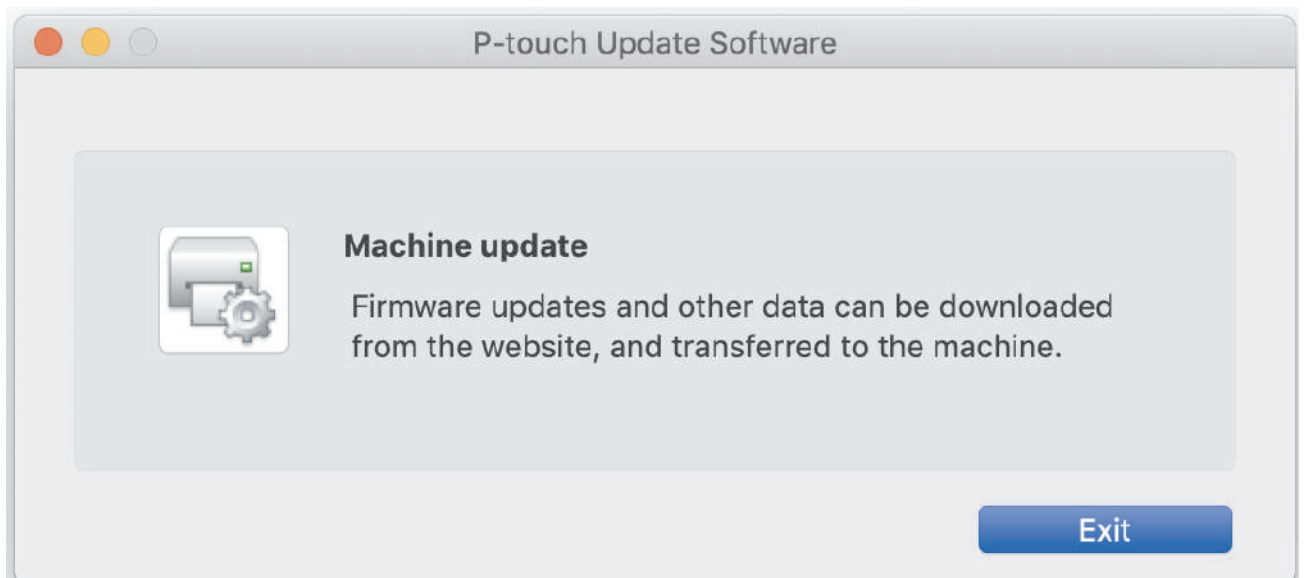 P-touch Update Software
Machine update
Firmware updates and other data can be downloaded
from the website, and transferred to the machine.
Exit